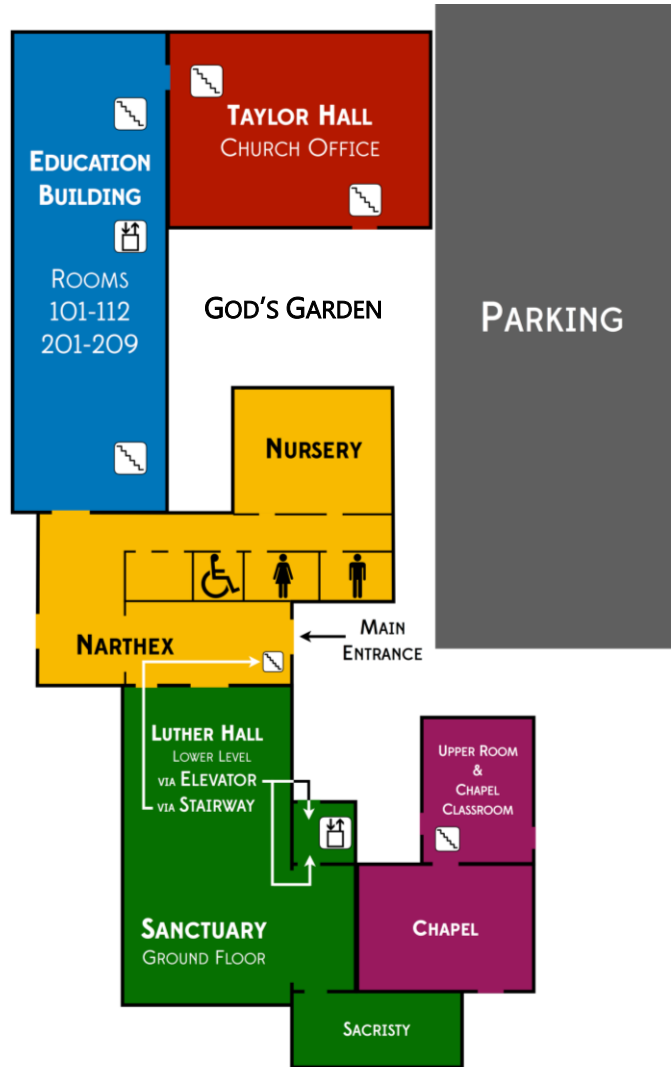 TAYLOR HALL
CHURCH OFFICE
EDUCATION
BUILDING
ROOMS
101-112
201-209
GOD'S GARDEN
PARKING
NURSERY
NARTHEX
MAIN
ENTRANCE
LUTHER HALL
LOWER LEVEL
VIA ELEVATOR
VIA STAIRWAY
UPPER ROOM
&
CHAPEL
CLASSROOM
SANCTUARY
GROUND FLOOR
CHAPEL
SACRISTY